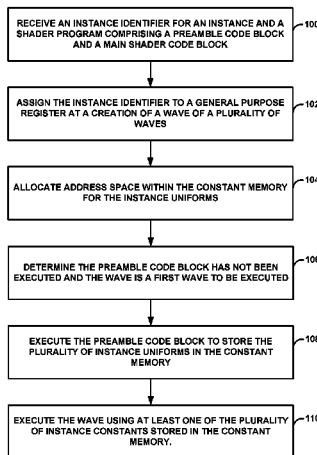 RECEIVE AN INSTANCE IDENTIFIER FOR AN INSTANCE AND A
SHADER PROGRAM COMPRISING A PREAMBLE CODE BLOCK
AND A MAIN SHADER CODE BLOCK
100
ASSIGN THE INSTANCE IDENTIFIER TO A GENERAL PURPOSE
REGISTER AT A CREATION OF A WAVE OF A PLURALITY OF
WAVES
102
ALLOCATE ADDRESS SPACE WITHIN THE CONSTANT MEMORY
FOR THE INSTANCE UNIFORMS
104
DETERMINE THE PREAMBLE CODE BLOCK HAS NOT BEEN
EXECUTED AND THE WAVE IS A FIRST WAVE TO BE EXECUTED
106
EXECUTE THE PREAMBLE CODE BLOCK TO STORE THE
PLURALITY OF INSTANCE UNIFORMS IN THE CONSTANT
MEMORY
108
EXECUTE THE WAVE USING AT LEAST ONE OF THE PLURALITY
OF INSTANCE CONSTANTS STORED IN THE CONSTANT
MEMORY.
110